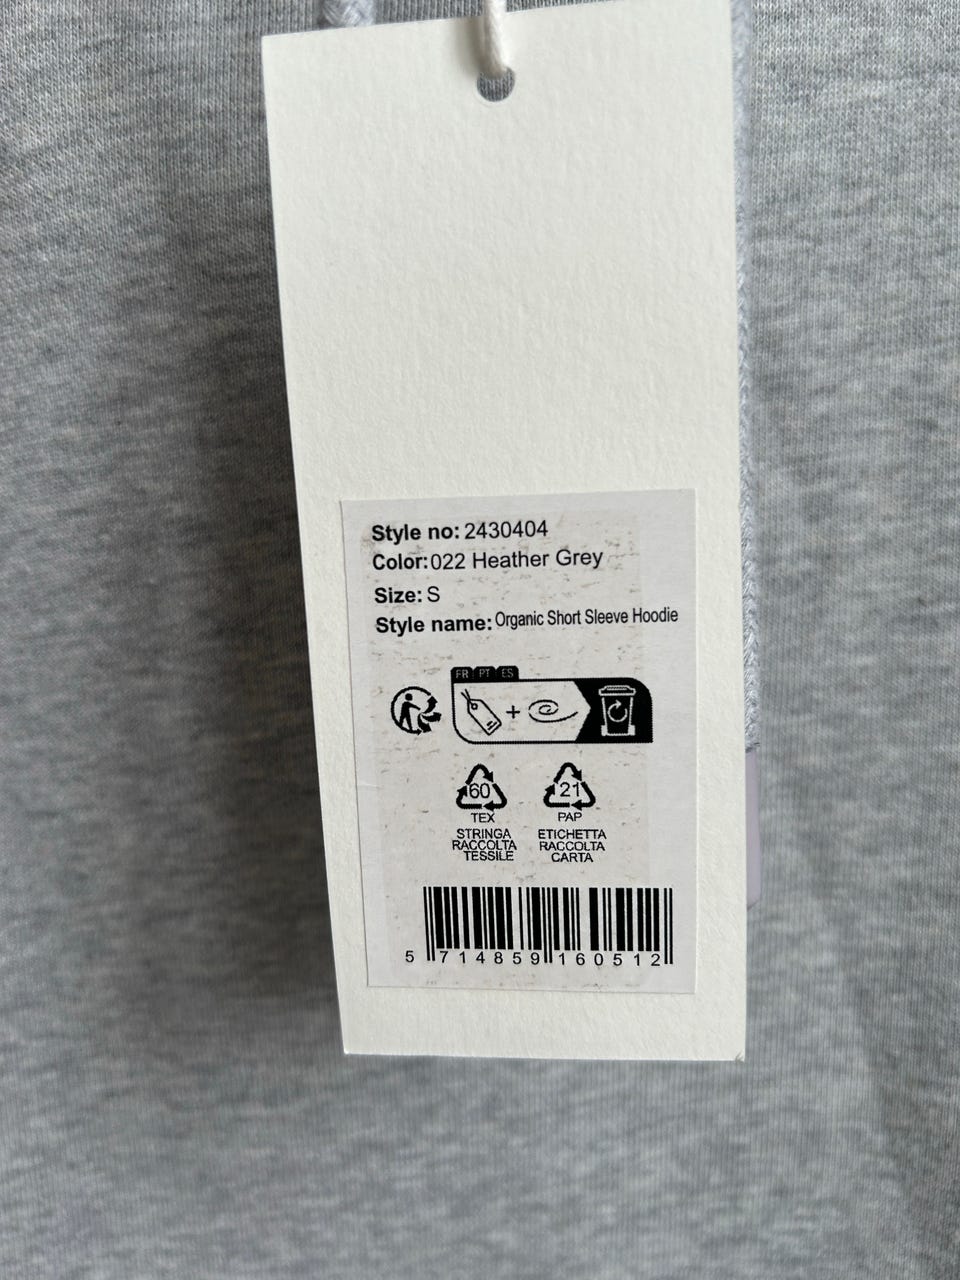 Style no: 2430404
Color: 022 Heather Grey
Size: S
Style name: Organic Short Sleeve Hoodie
FR PT ES
+
60 21
TEX PAP
STRINGA ETICHETTA
RACCOLTA RACCOLTA
TESSILE CARTA
5 714859 160512